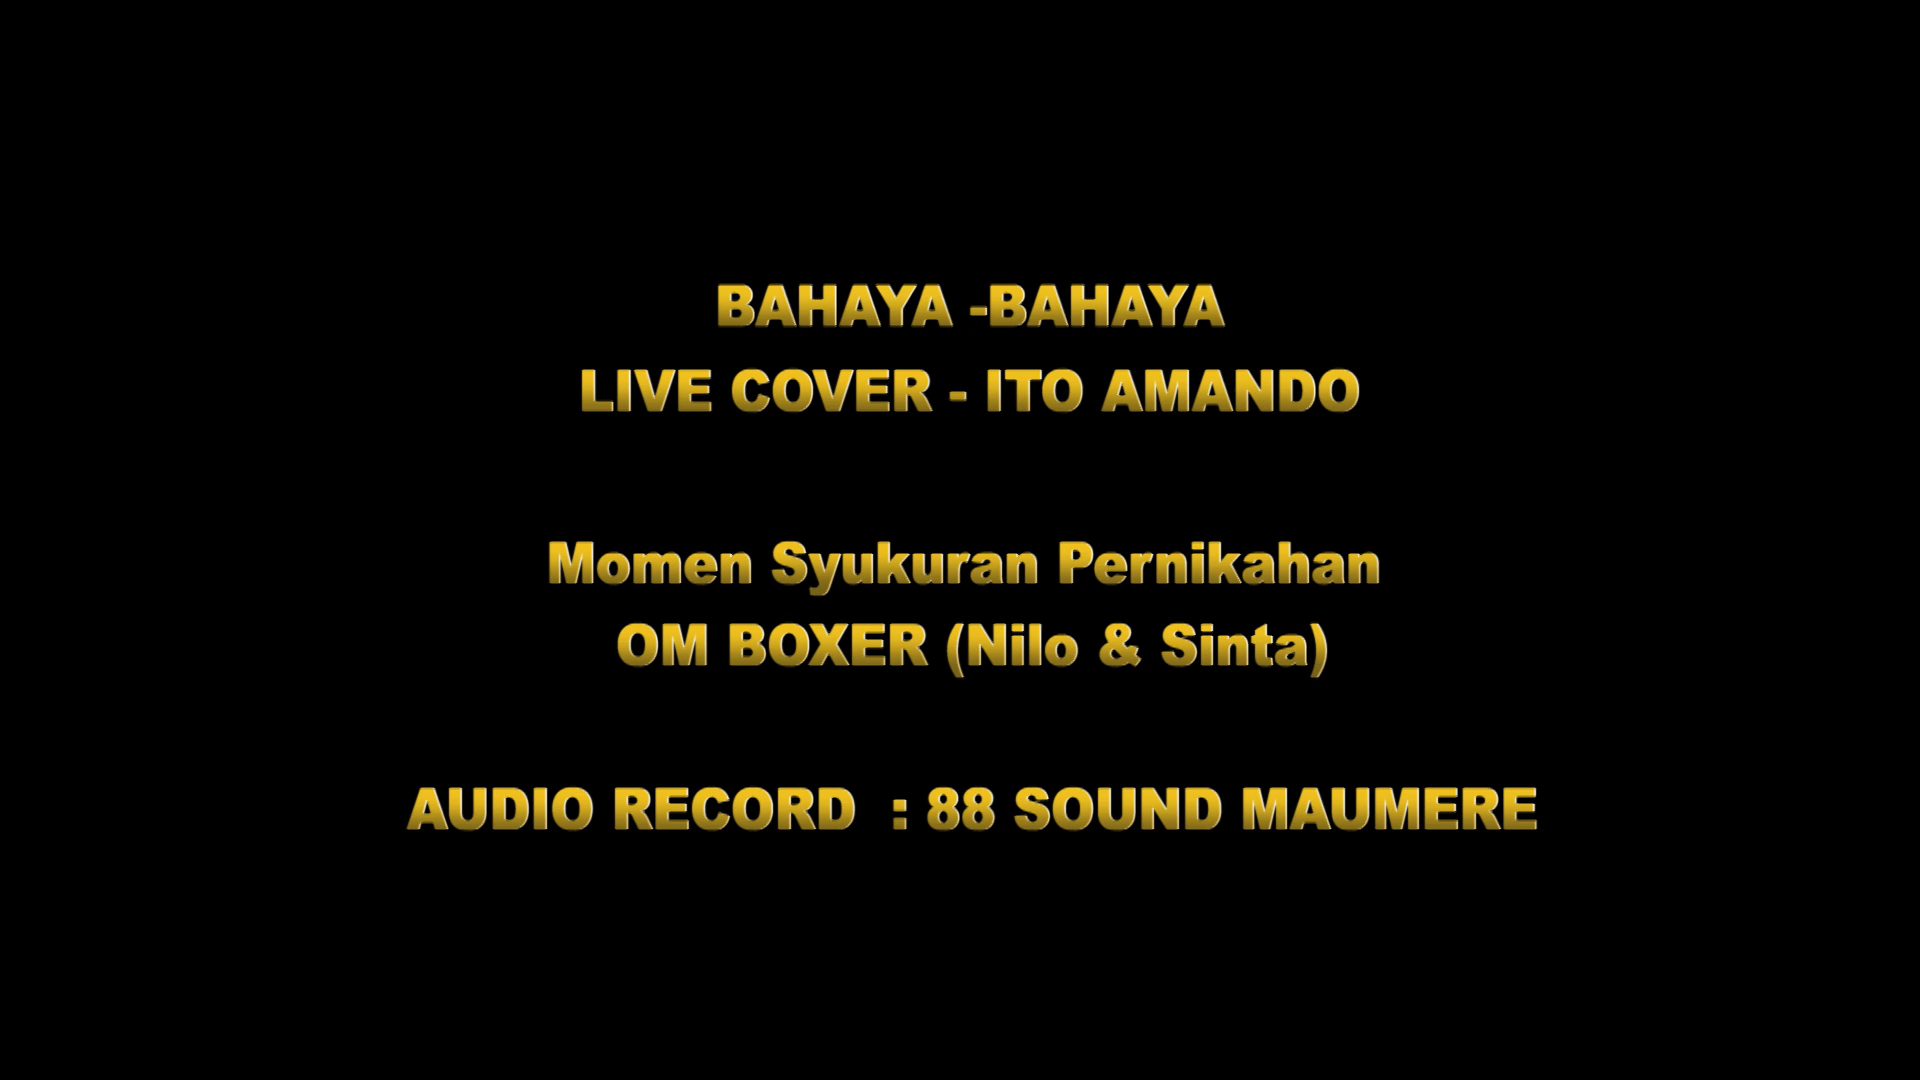 BAHAYA -BAHAYA
LIVE COVER - ITO AMANDO
Momen Syukuran Pernikahan
OM BOXER (Nilo & Sinta)
AUDIO RECORD  : 88 SOUND MAUMERE